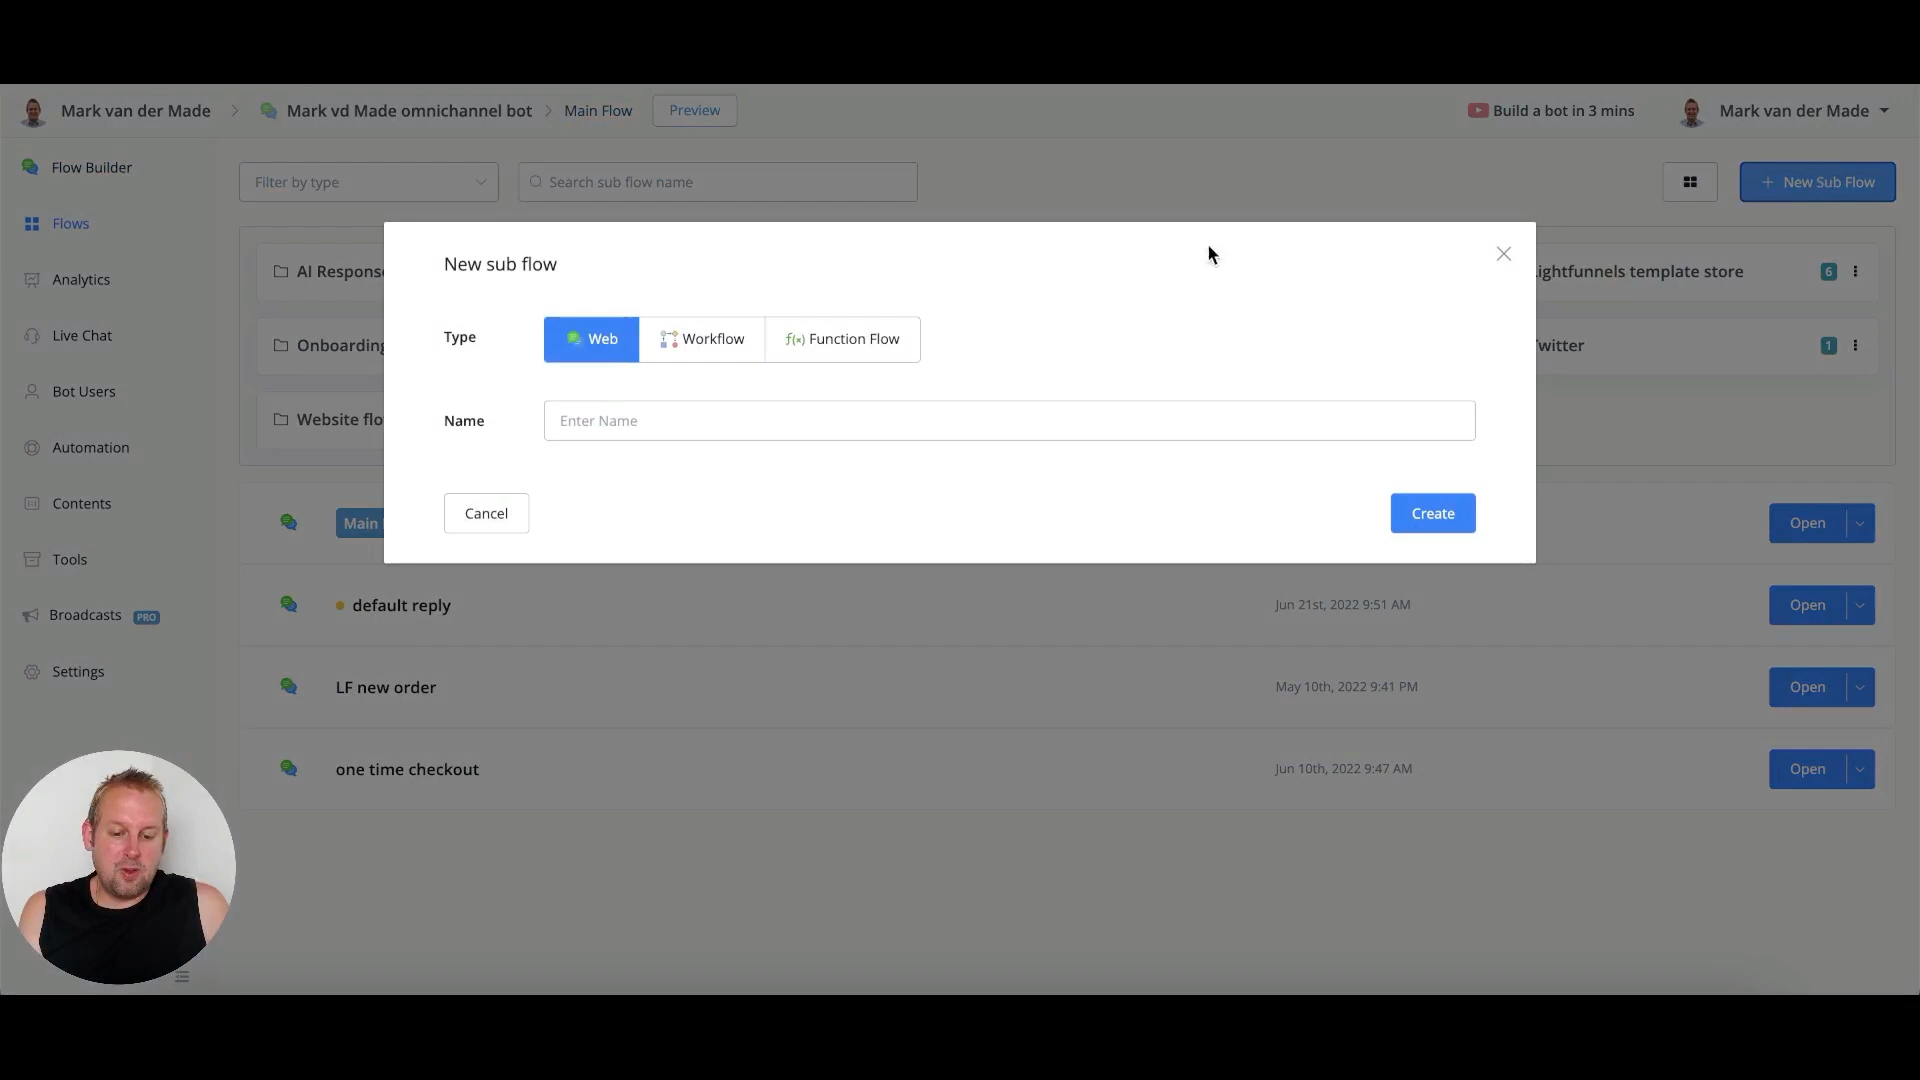 Mark van der Made
Mark vd Made omnichannel bot
Main Flow
Preview
Build a bot in 3 mins
Mark van der Made
Flow Builder
Flows
Analytics
Live Chat
Bot Users
Automation
Contents
Tools
Broadcasts PRO
Settings
Filter by type
Search sub flow name
+ New Sub Flow
AI Response
Onboarding
Website flo
ightfunnels template store
6
witter
1
New sub flow
Type
Web
Workflow
f(x) Function Flow
Name
Enter Name
Cancel
Create
Main
Open
default reply
Jun 21st, 2022 9:51 AM
Open
LF new order
May 10th, 2022 9:41 PM
Open
one time checkout
Jun 10th, 2022 9:47 AM
Open